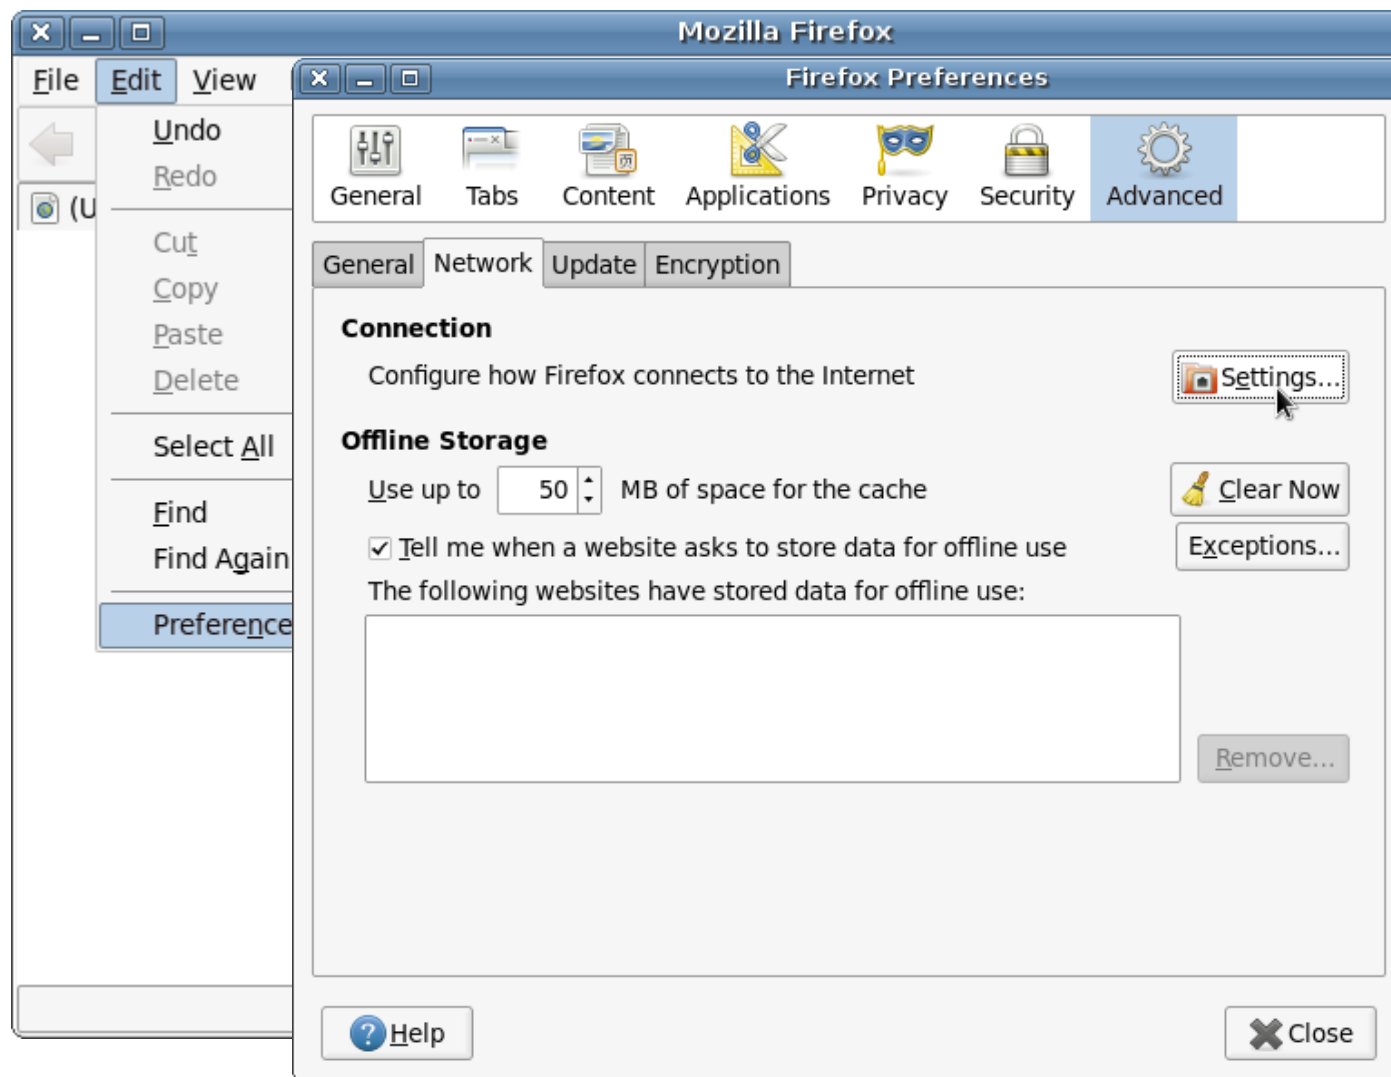 Mozilla Firefox
File Edit View
Firefox Preferences
Undo
Redo
Cut
Copy
Paste
Delete
Select All
Find
Find Again
Preference
(U
General Tabs Content Applications Privacy Security Advanced
General Network Update Encryption
Connection
Configure how Firefox connects to the Internet Settings...
Offline Storage
Use up to 50 MB of space for the cache Clear Now
Tell me when a website asks to store data for offline use Exceptions...
The following websites have stored data for offline use:
Remove...
Help Close